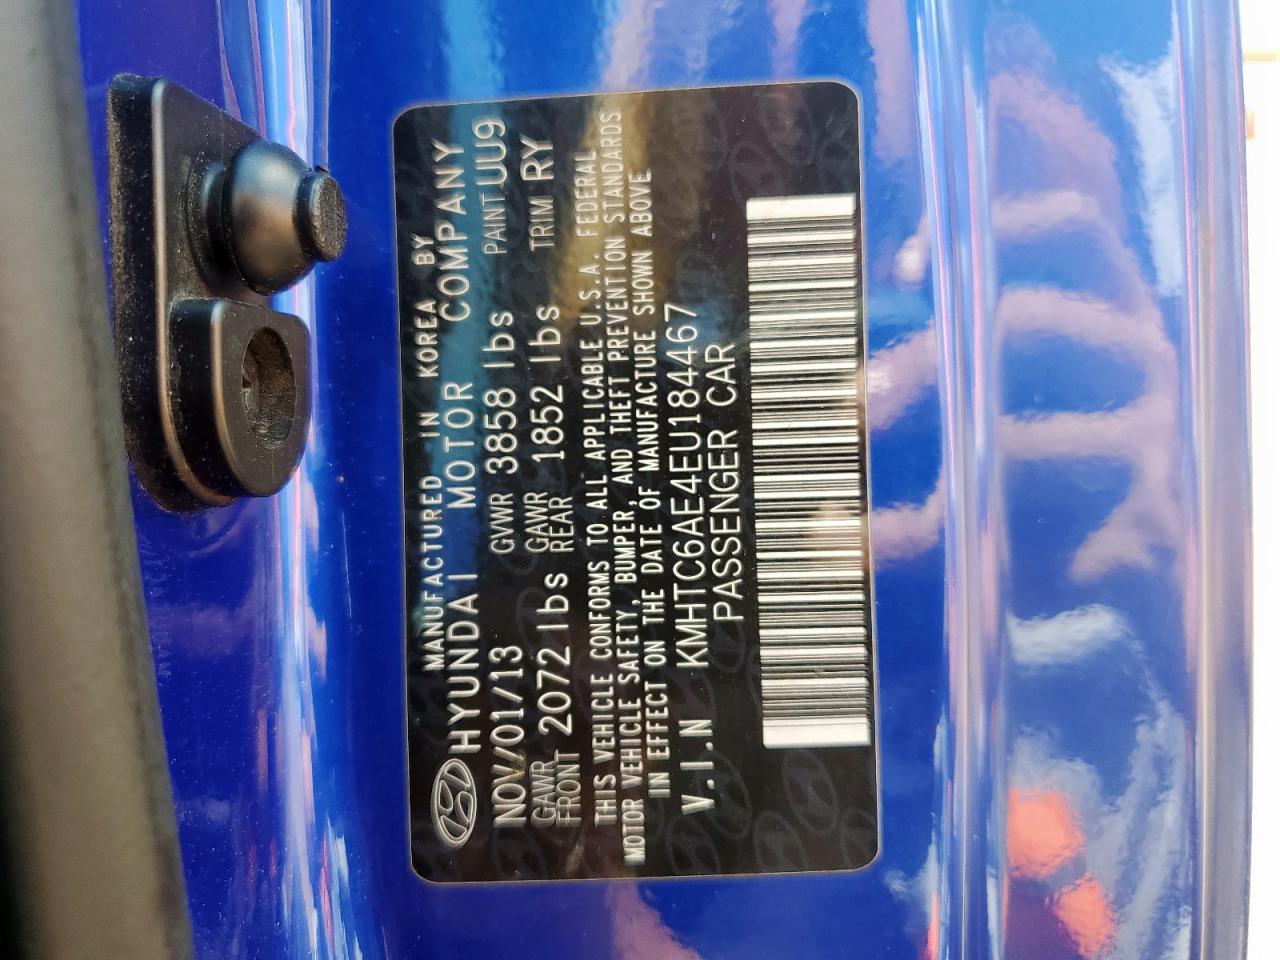 MANUFACTURED IN KOREA BY
HYUNDAI MOTOR COMPANY
NOV/01/13 GVWR 3858 lbs PAINT UU9
GAWR FRONT 2072 lbs GAWR REAR 1852 lbs TRIM RY
THIS VEHICLE CONFORMS TO ALL APPLICABLE U.S.A. FEDERAL
MOTOR VEHICLE SAFETY, BUMPER, AND THEFT PREVENTION STANDARDS
IN EFFECT ON THE DATE OF MANUFACTURE SHOWN ABOVE
V.I.N KMHTC6AE4EU184467
PASSENGER CAR